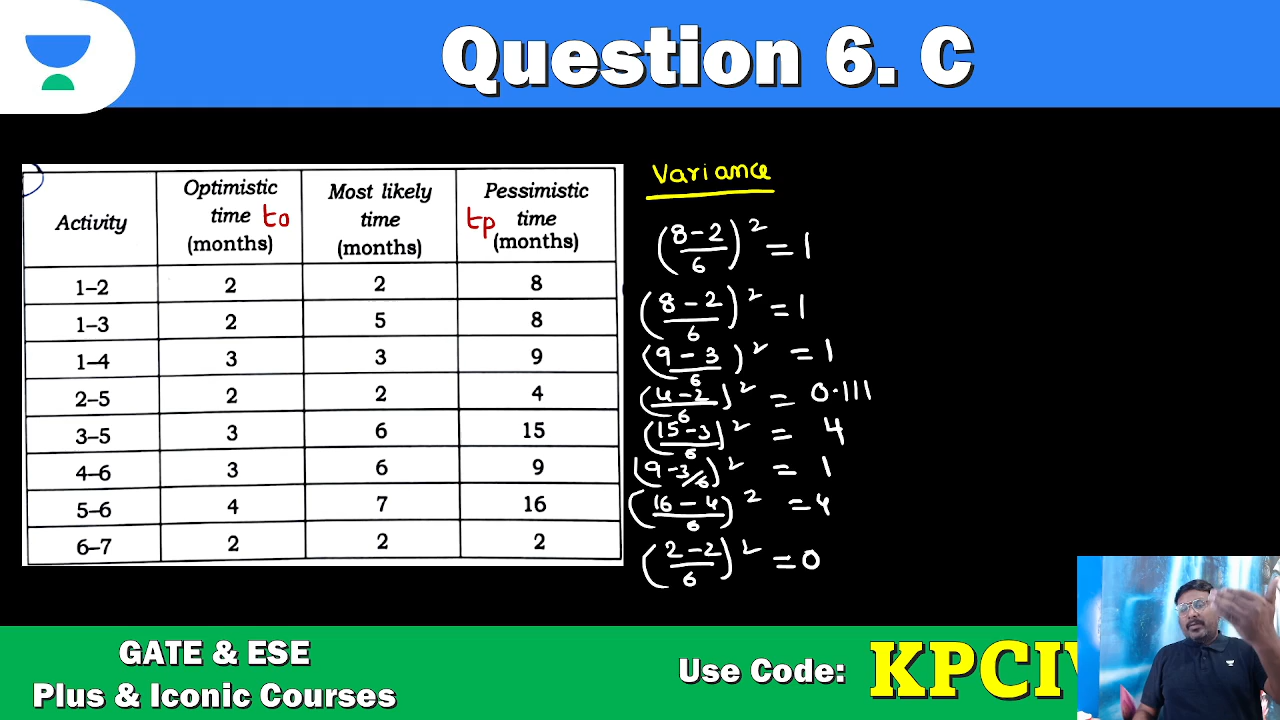 Question 6. C
Activity | Optimistic time to (months) | Most likely time (months) | Pessimistic tp time (months)
1–2 | 2 | 2 | 8
1–3 | 2 | 5 | 8
1–4 | 3 | 3 | 9
2–5 | 2 | 2 | 4
3–5 | 3 | 6 | 15
4–6 | 3 | 6 | 9
5–6 | 4 | 7 | 16
6–7 | 2 | 2 | 2
Variance
((8-2)/6)² = 1
((8-2)/6)² = 1
((9-3)/6)² = 1
((4-2)/6)² = 0.111
((15-3)/6)² = 4
(9-3/6)² = 1
((16-4)/6)² = 4
((2-2)/6)² = 0
GATE & ESE
Plus & Iconic Courses
Use Code: KPCIV